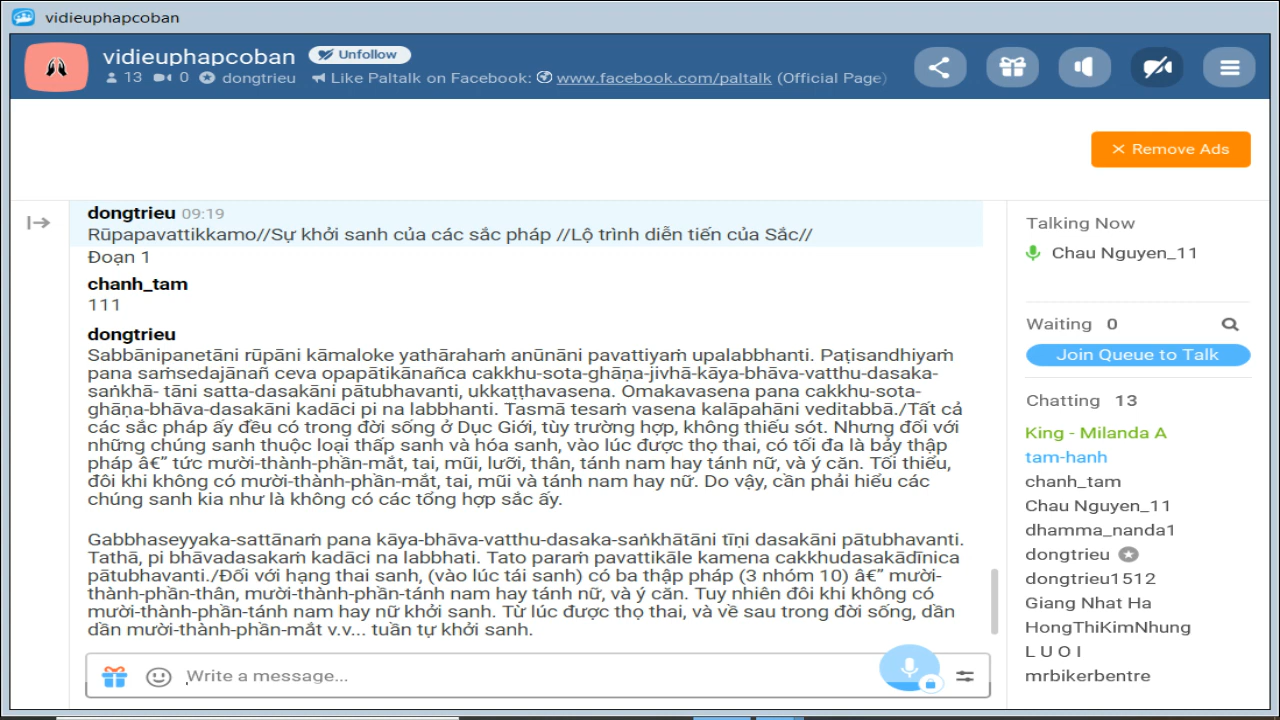 vidieuphapcoban
vidieuphapcoban Unfollow
13 0 dongtrieu Like Paltalk on Facebook: www.facebook.com/paltalk (Official Page)
Remove Ads
dongtrieu 09:19
Rūpapavattikkamo//Sự khởi sanh của các sắc pháp //Lộ trình diễn tiến của Sắc//
Đoạn 1
chanh_tam
111
dongtrieu
Sabbānipanetāni rūpāni kāmaloke yathārahaṁ anūnāni pavattiyaṁ upalabbhanti. Paṭisandhiyaṁ
pana saṁsedajānañ ceva opapātikānañca cakkhu-sota-ghāṇa-jivhā-kāya-bhāva-vatthu-dasaka-
saṅkhā- tāni satta-dasakāni pātubhavanti, ukkaṭṭhavasena. Omakavasena pana cakkhu-sota-
ghāṇa-bhāva-dasakāni kadāci pi na labbhanti. Tasmā tesaṁ vasena kalāpahāni veditabbā./Tất cả
các sắc pháp ấy đều có trong đời sống ở Dục Giới, tùy trường hợp, không thiếu sót. Nhưng đối với
những chúng sanh thuộc loại thấp sanh và hóa sanh, vào lúc được thọ thai, có tối đa là bảy thập
pháp â€” tức mười-thành-phần-mắt, tai, mũi, lưỡi, thân, tánh nam hay tánh nữ, và ý căn. Tối thiểu,
đôi khi không có mười-thành-phần-mắt, tai, mũi và tánh nam hay nữ. Do vậy, cần phải hiểu các
chúng sanh kia như là không có các tổng hợp sắc ấy.
Gabbhaseyyaka-sattānaṁ pana kāya-bhāva-vatthu-dasaka-saṅkhātāni tīṇi dasakāni pātubhavanti.
Tathā, pi bhāvadasakaṁ kadāci na labbhati. Tato paraṁ pavattikāle kamena cakkhudasakādīnica
pātubhavanti./Đối với hạng thai sanh, (vào lúc tái sanh) có ba thập pháp (3 nhóm 10) â€” mười-
thành-phần-thân, mười-thành-phần-tánh nam hay tánh nữ, và ý căn. Tuy nhiên đôi khi không có
mười-thành-phần-tánh nam hay nữ khởi sanh. Từ lúc được thọ thai, và về sau trong đời sống, dần
dần mười-thành-phần-mắt v.v... tuần tự khởi sanh.
Write a message...
Talking Now
Chau Nguyen_11
Waiting 0
Join Queue to Talk
Chatting 13
King - Milanda A
tam-hanh
chanh_tam
Chau Nguyen_11
dhamma_nanda1
dongtrieu
dongtrieu1512
Giang Nhat Ha
HongThiKimNhung
L U O I
mrbikerbentre